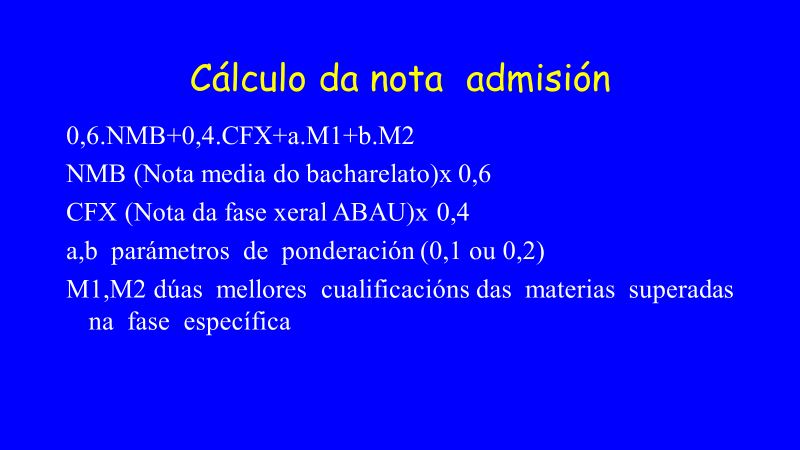 Cálculo da nota admisión
0,6.NMB+0,4.CFX+a.M1+b.M2
NMB (Nota media do bacharelato)x 0,6
CFX (Nota da fase xeral ABAU)x 0,4
a,b parámetros de ponderación (0,1 ou 0,2)
M1,M2 dúas mellores cualificacións das materias superadas
na fase específica